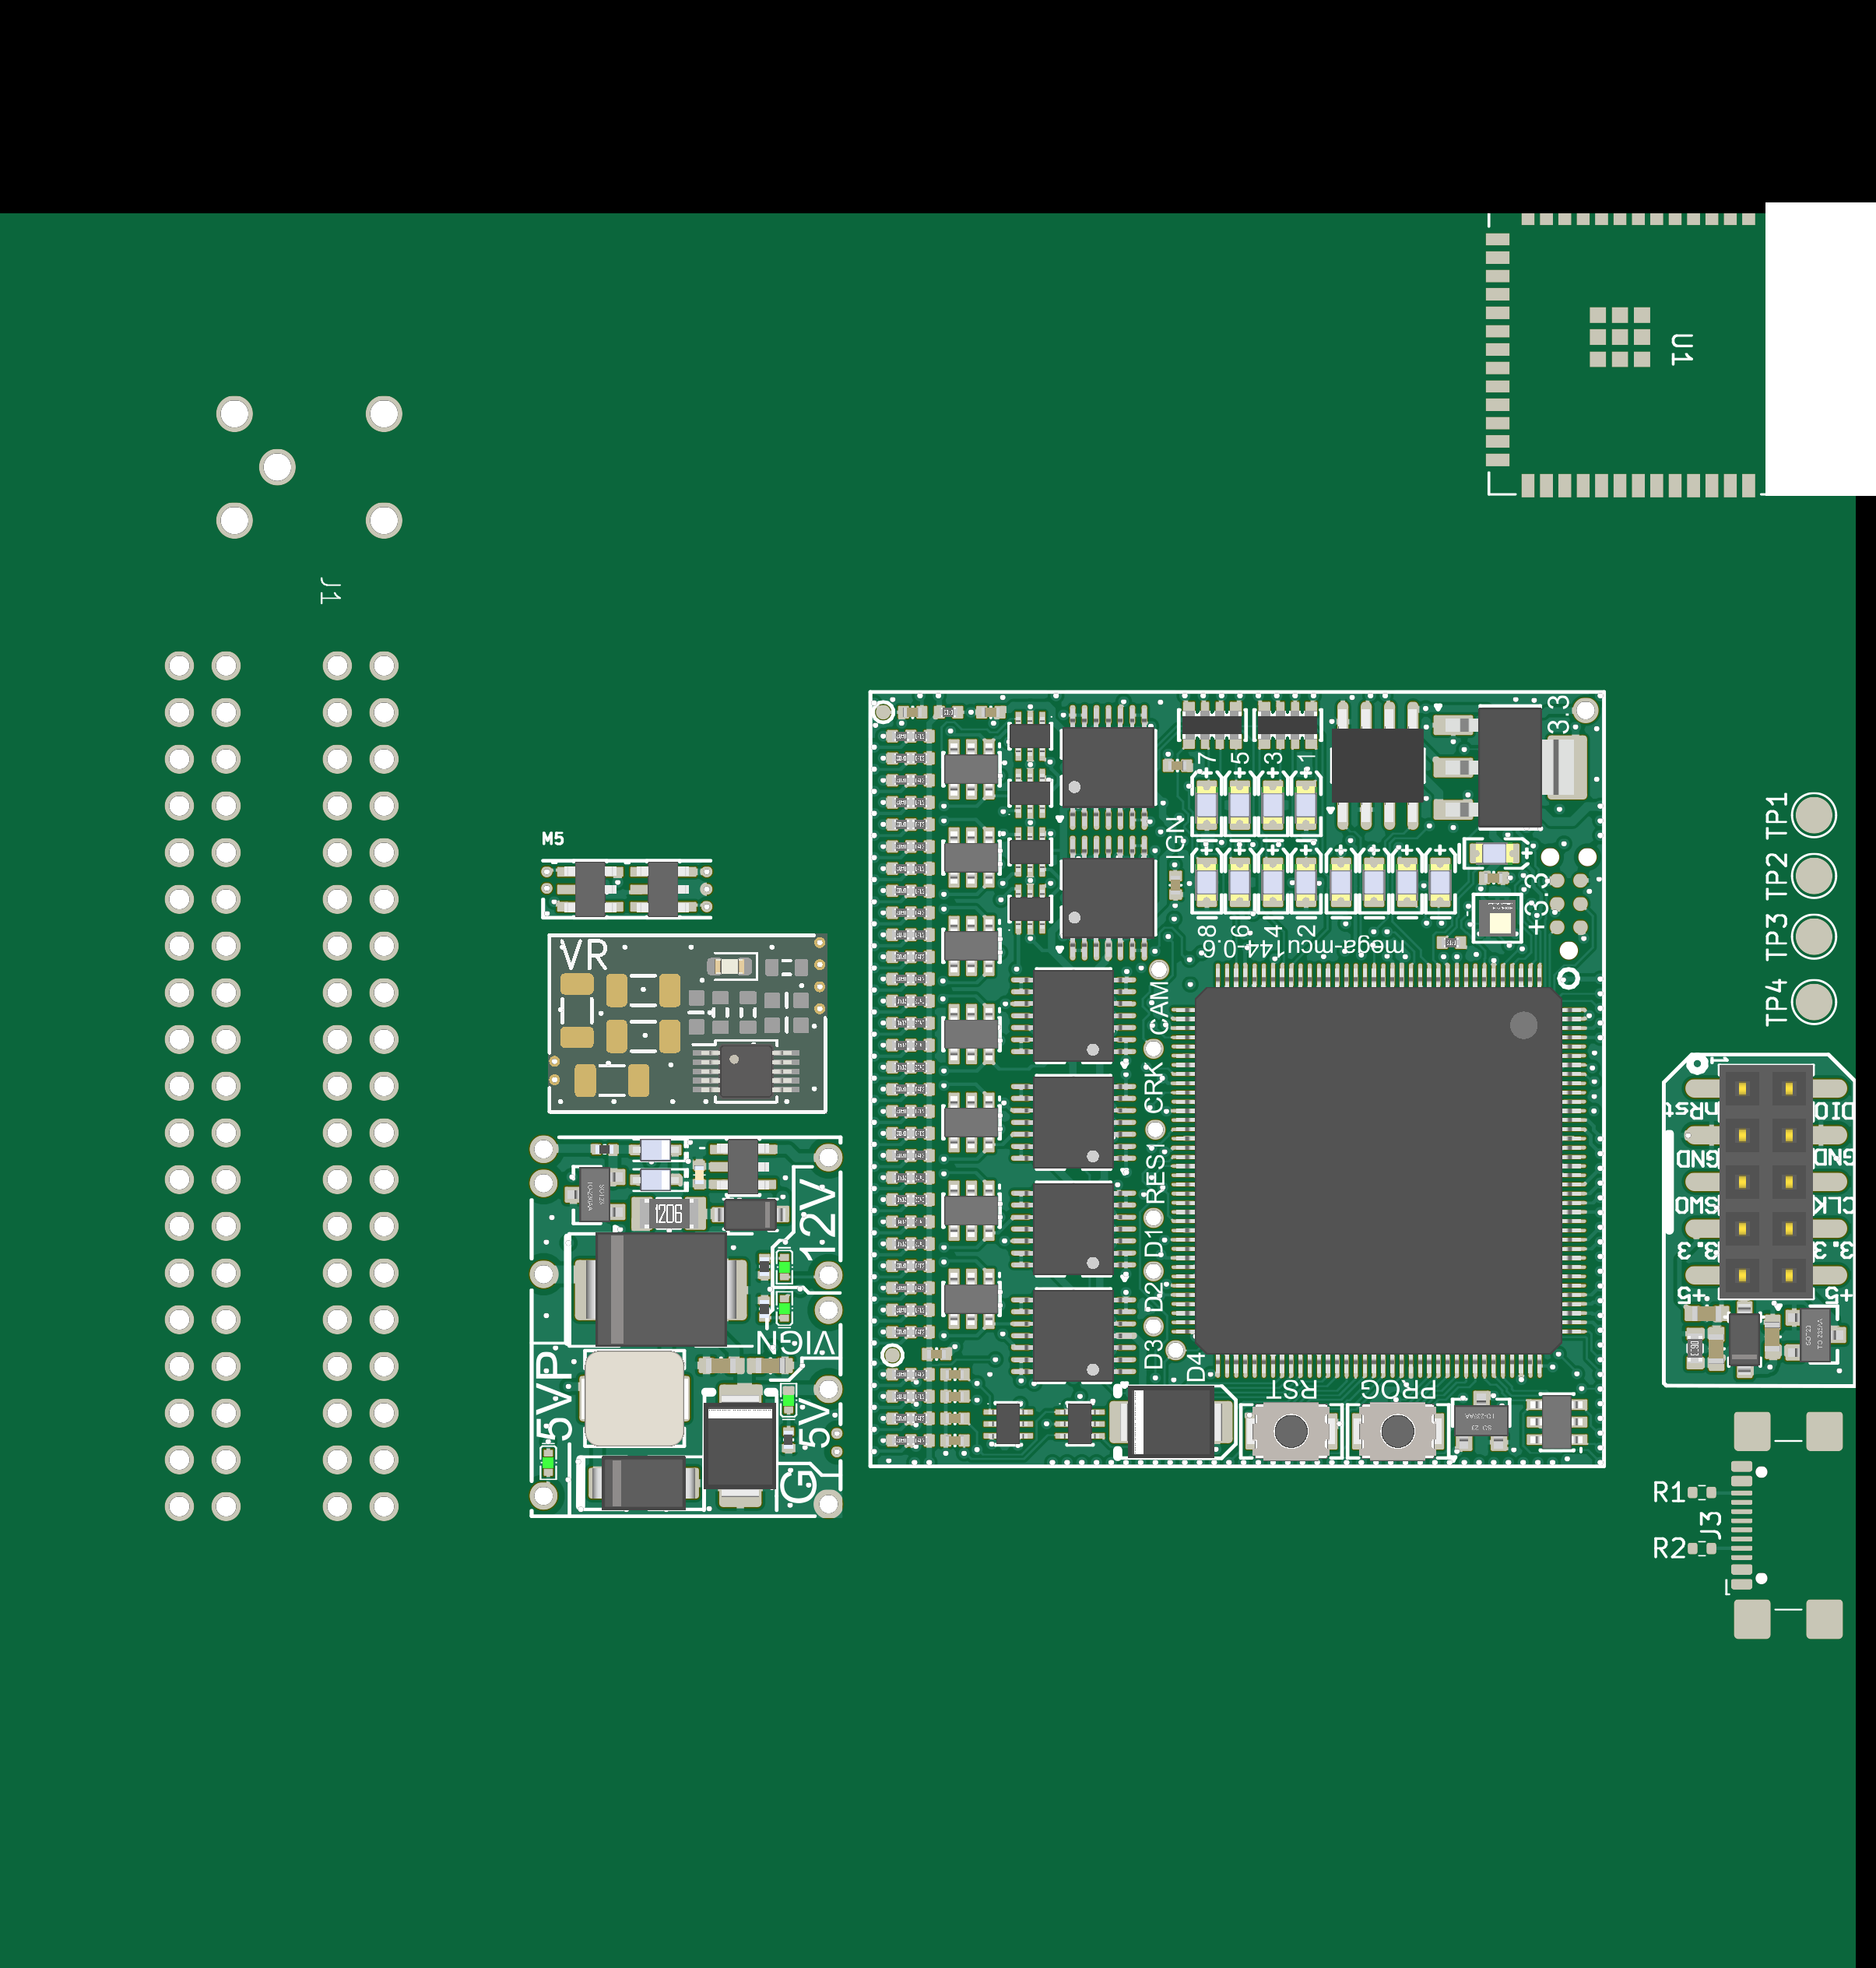 U1
J1
3.3
7
5
3
1
IGN
TP1
M5
TP2
+3.3
8
6
4
2
mega-mcu144-0.6
TP3
VR
CAM
TP4
1
CRK
nRst
DIO
GND
GND
RES1
SWO
CLK
1206
12V
D1
3.3
3.3
D2
+5
+5
VIGN
D3
D4
5VP
RST
PROG
5V
G
R1
J3
R2